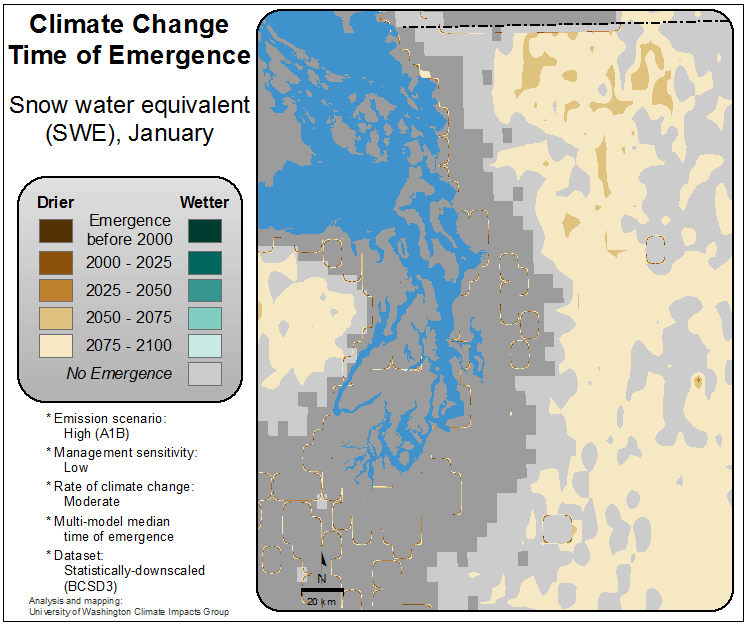 Climate Change
Time of Emergence
Snow water equivalent
(SWE), January
Drier Wetter
Emergence
before 2000
2000 - 2025
2025 - 2050
2050 - 2075
2075 - 2100
No Emergence
* Emission scenario:
High (A1B)
* Management sensitivity:
Low
* Rate of climate change:
Moderate
* Multi-model median
time of emergence
* Dataset:
Statistically-downscaled
(BCSD3)
Analysis and mapping:
University of Washington Climate Impacts Group
N
20 km